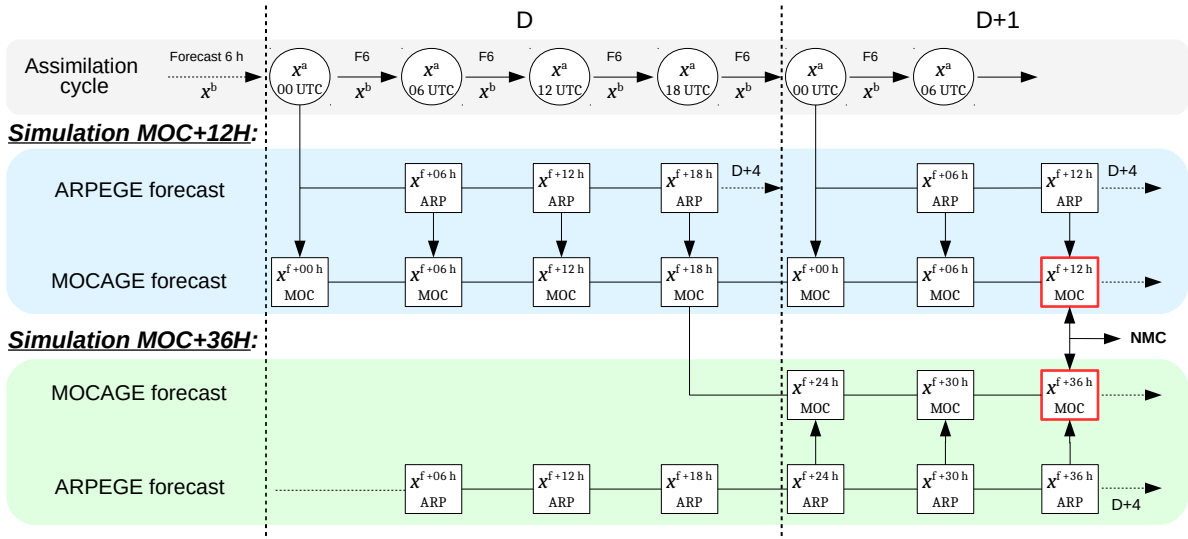 D D+1
Assimilation cycle
Forecast 6 h
x^b
x^a
00 UTC
F6
x^b
x^a
06 UTC
F6
x^b
x^a
12 UTC
F6
x^b
x^a
18 UTC
F6
x^b
x^a
00 UTC
F6
x^b
x^a
06 UTC
Simulation MOC+12H:
ARPEGE forecast
x^f +06 h
ARP
x^f +12 h
ARP
x^f +18 h
ARP
D+4
x^f +06 h
ARP
x^f +12 h
ARP
D+4
MOCAGE forecast
x^f +00 h
MOC
x^f +06 h
MOC
x^f +12 h
MOC
x^f +18 h
MOC
x^f +00 h
MOC
x^f +06 h
MOC
x^f +12 h
MOC
Simulation MOC+36H:
NMC
MOCAGE forecast
x^f +24 h
MOC
x^f +30 h
MOC
x^f +36 h
MOC
ARPEGE forecast
x^f +06 h
ARP
x^f +12 h
ARP
x^f +18 h
ARP
x^f +24 h
ARP
x^f +30 h
ARP
x^f +36 h
ARP
D+4